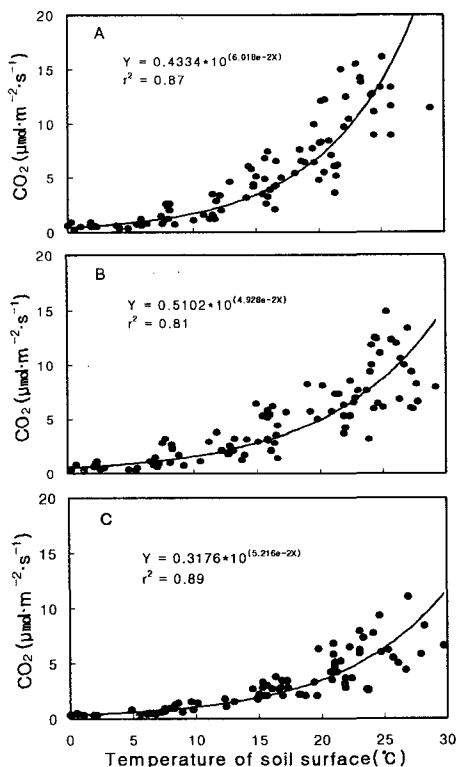 20
15
10
5
0
CO₂(μmol·m⁻²·s⁻¹)
A
Y = 0.4334*10^(6.018e-2X)
r² = 0.87
20
15
10
5
0
CO₂(μmol·m⁻²·s⁻¹)
B
Y = 0.5102*10^(4.928e-2X)
r² = 0.81
20
15
10
5
0
CO₂(μmol·m⁻²·s⁻¹)
C
Y = 0.3176*10^(5.216e-2X)
r² = 0.89
0 5 10 15 20 25 30
Temperature of soil surface(℃)